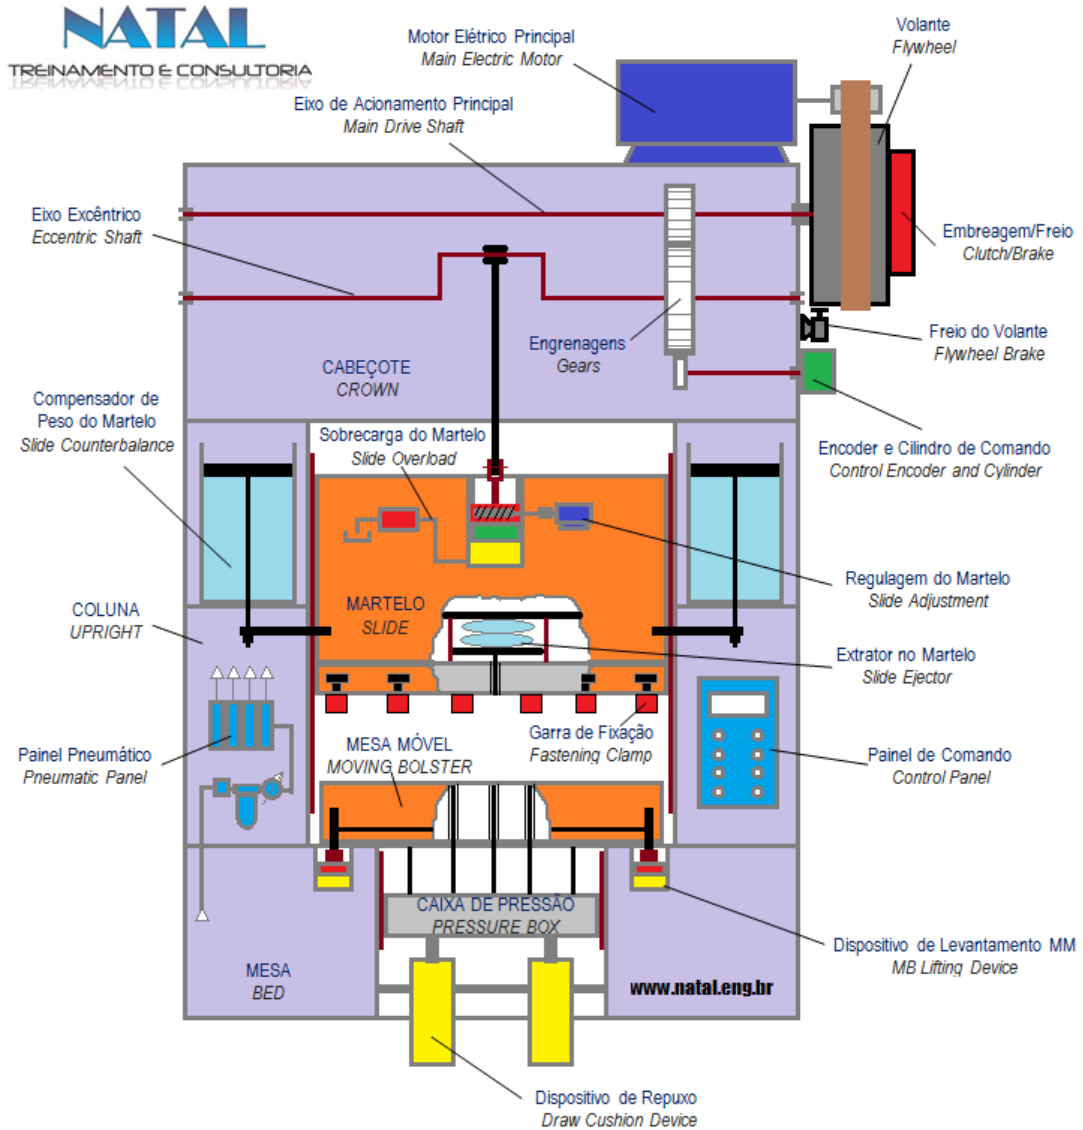 NATAL
TREINAMENTO E CONSULTORIA
Motor Elétrico Principal
Main Electric Motor
Volante
Flywheel
Eixo de Acionamento Principal
Main Drive Shaft
Eixo Excêntrico
Eccentric Shaft
Embreagem/Freio
Clutch/Brake
Engrenagens
Gears
Freio do Volante
Flywheel Brake
CABEÇOTE
CROWN
Compensador de
Peso do Martelo
Slide Counterbalance
Sobrecarga do Martelo
Slide Overload
Encoder e Cilindro de Comando
Control Encoder and Cylinder
Regulagem do Martelo
Slide Adjustment
COLUNA
UPRIGHT
MARTELO
SLIDE
Extrator no Martelo
Slide Ejector
Garra de Fixação
Fastening Clamp
Painel Pneumático
Pneumatic Panel
MESA MÓVEL
MOVING BOLSTER
Painel de Comando
Control Panel
CAIXA DE PRESSÃO
PRESSURE BOX
Dispositivo de Levantamento MM
MB Lifting Device
MESA
BED
www.natal.eng.br
Dispositivo de Repuxo
Draw Cushion Device